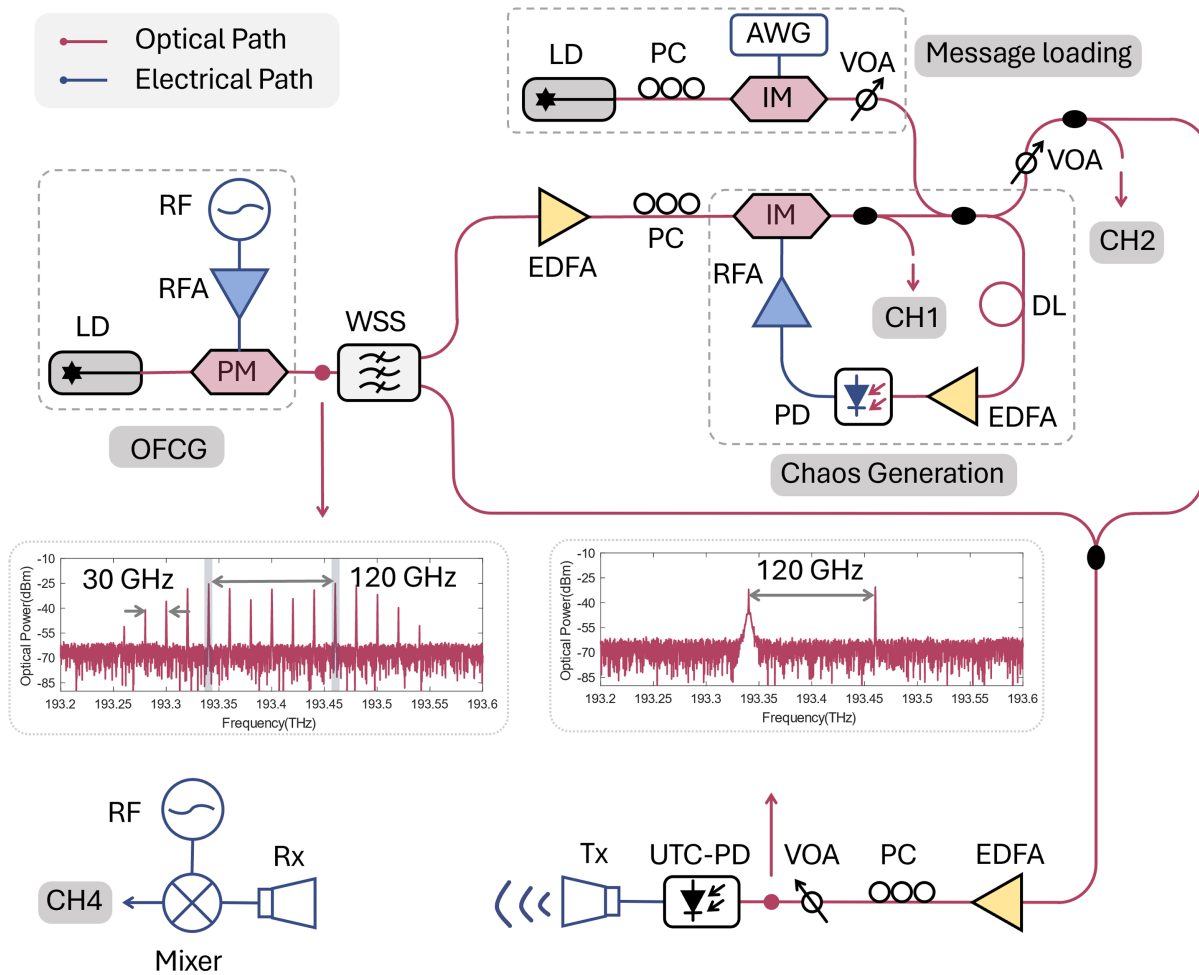 Optical Path
Electrical Path
LD
PC
AWG
IM
VOA
Message loading
VOA
CH2
RF
RFA
LD
PM
OFCG
WSS
EDFA
PC
IM
RFA
CH1
DL
PD
EDFA
Chaos Generation
30 GHz
120 GHz
Optical Power(dBm)
-10
-25
-40
-55
-70
-85
193.2 193.25 193.3 193.35 193.4 193.45 193.5 193.55 193.6
Frequency(THz)
120 GHz
Optical Power(dBm)
-10
-25
-40
-55
-70
-85
193.2 193.25 193.3 193.35 193.4 193.45 193.5 193.55 193.6
Frequency(THz)
RF
Rx
CH4
Mixer
Tx
UTC-PD
VOA
PC
EDFA